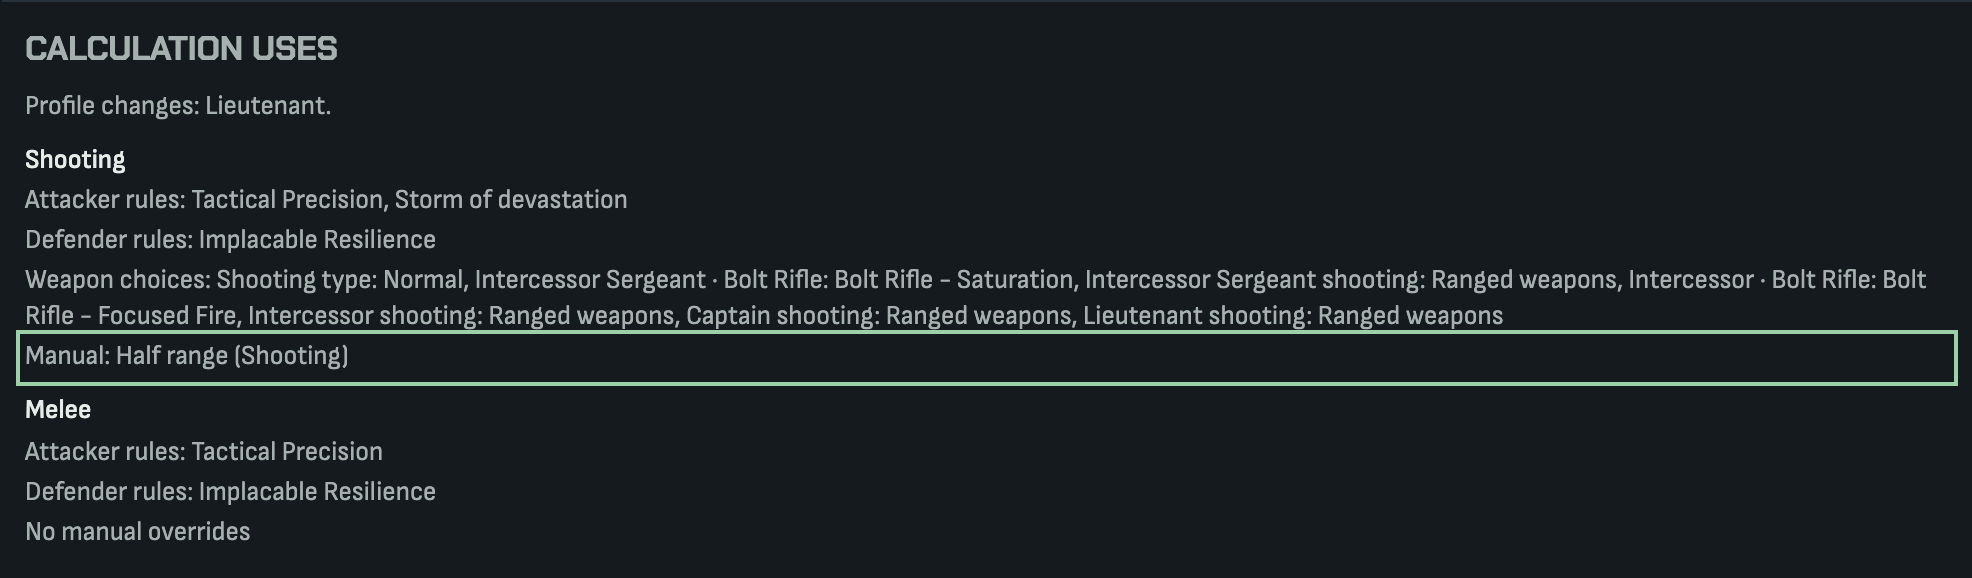 CALCULATION USES
Profile changes: Lieutenant.
Shooting
Attacker rules: Tactical Precision, Storm of devastation
Defender rules: Implacable Resilience
Weapon choices: Shooting type: Normal, Intercessor Sergeant · Bolt Rifle: Bolt Rifle - Saturation, Intercessor Sergeant shooting: Ranged weapons, Intercessor · Bolt Rifle: Bolt
Rifle - Focused Fire, Intercessor shooting: Ranged weapons, Captain shooting: Ranged weapons, Lieutenant shooting: Ranged weapons
Manual: Half range (Shooting)
Melee
Attacker rules: Tactical Precision
Defender rules: Implacable Resilience
No manual overrides